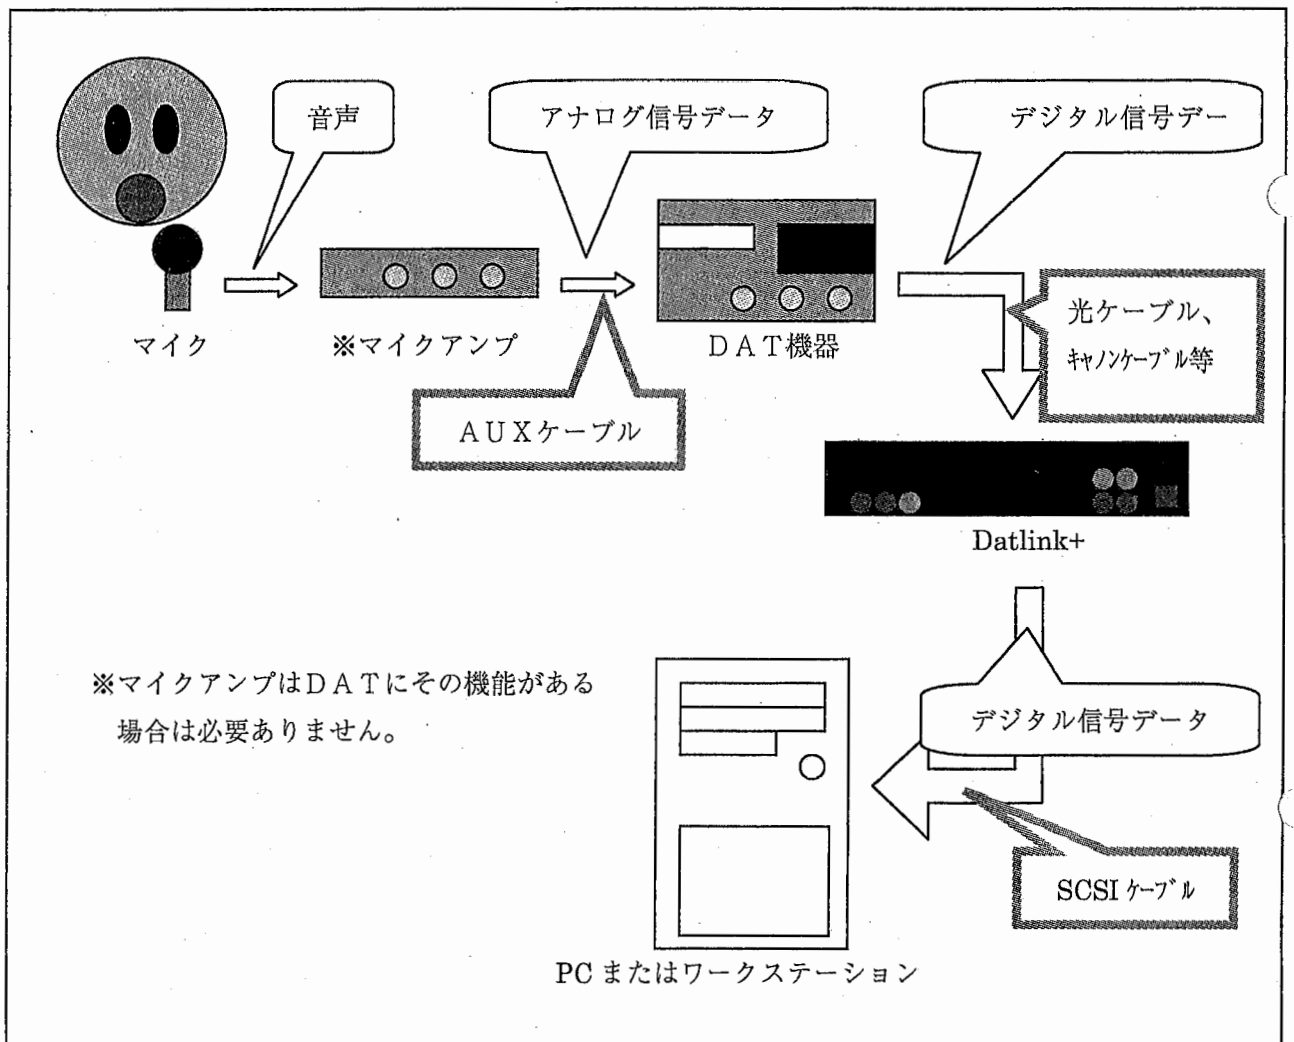 音声
アナログ信号データ
デジタル信号デー
マイク
※マイクアンプ
ＤＡＴ機器
光ケーブル、
ｷｬﾉﾝｹｰﾌﾞﾙ等
ＡＵＸケーブル
Datlink+
※マイクアンプはＤＡＴにその機能がある
場合は必要ありません。
デジタル信号データ
SCSI ｹｰﾌﾞﾙ
PC またはワークステーション